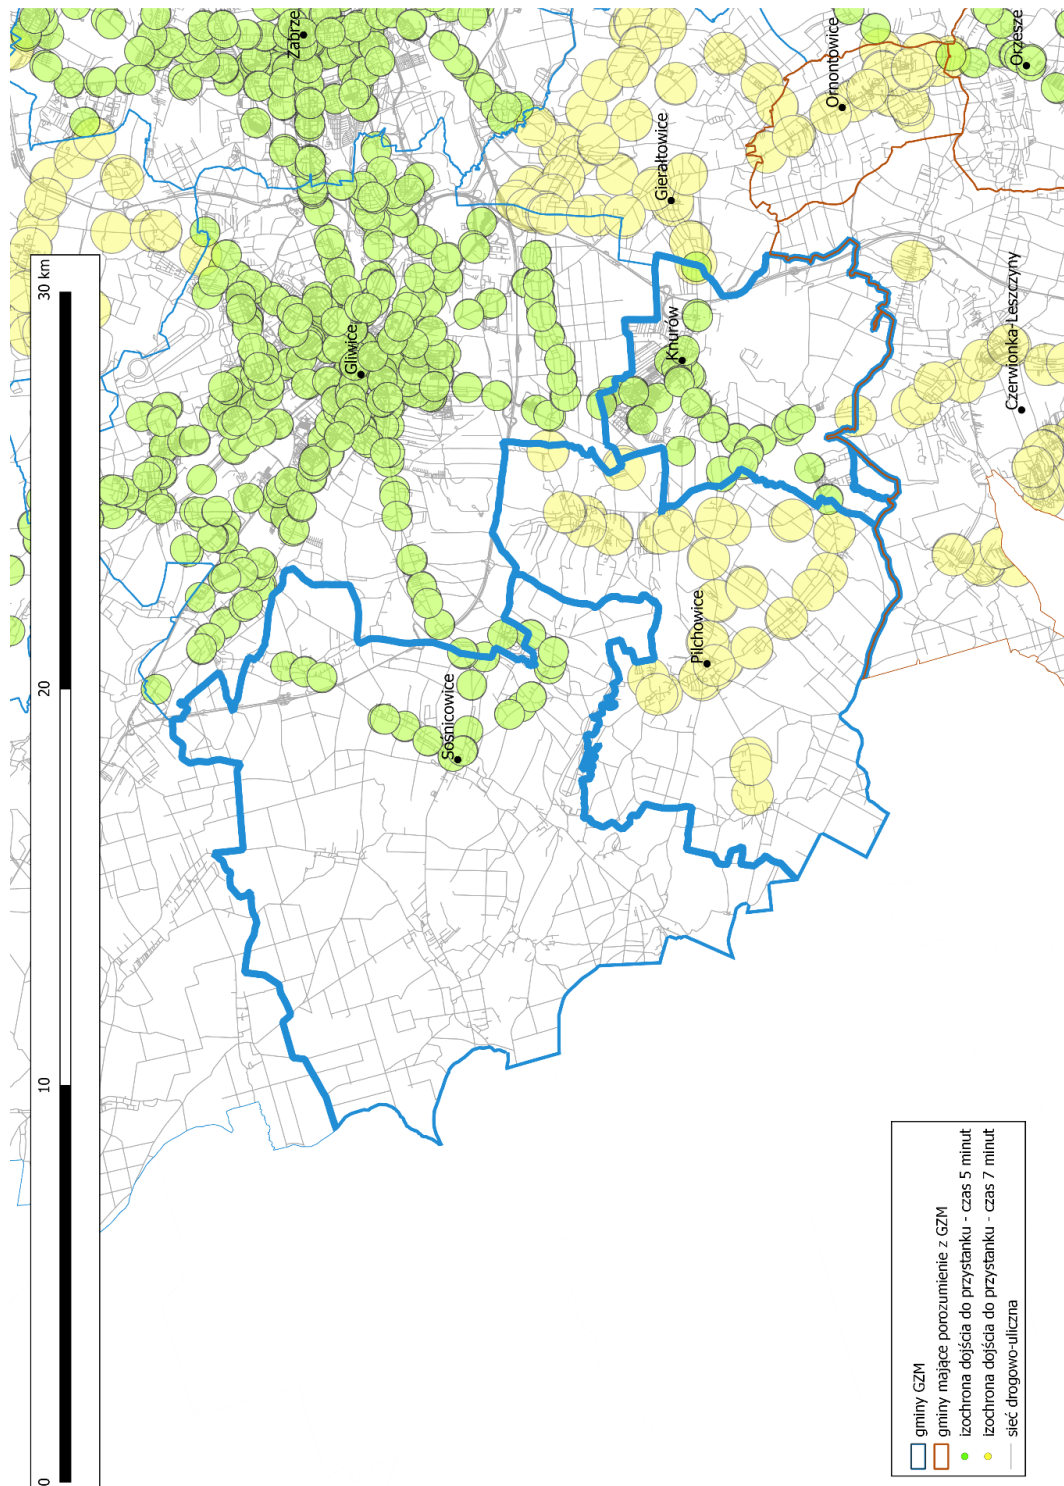 Zabrze
Ornontowice
Orzesze
Gierałtowice
30 km
Gliwice
Knurów
Czerwionka-Leszczyny
Pilchowice
20
Sośnicowice
10
0
gminy GZM
gminy mające porozumienie z GZM
izochrona dojścia do przystanku - czas 5 minut
izochrona dojścia do przystanku - czas 7 minut
sieć drogowo-uliczna